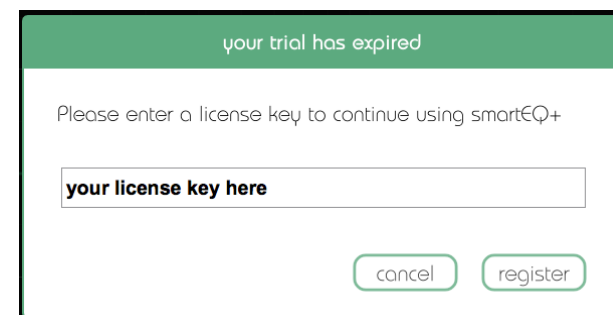 your trial has expired
Please enter a license key to continue using smartEQ+
your license key here
cancel register